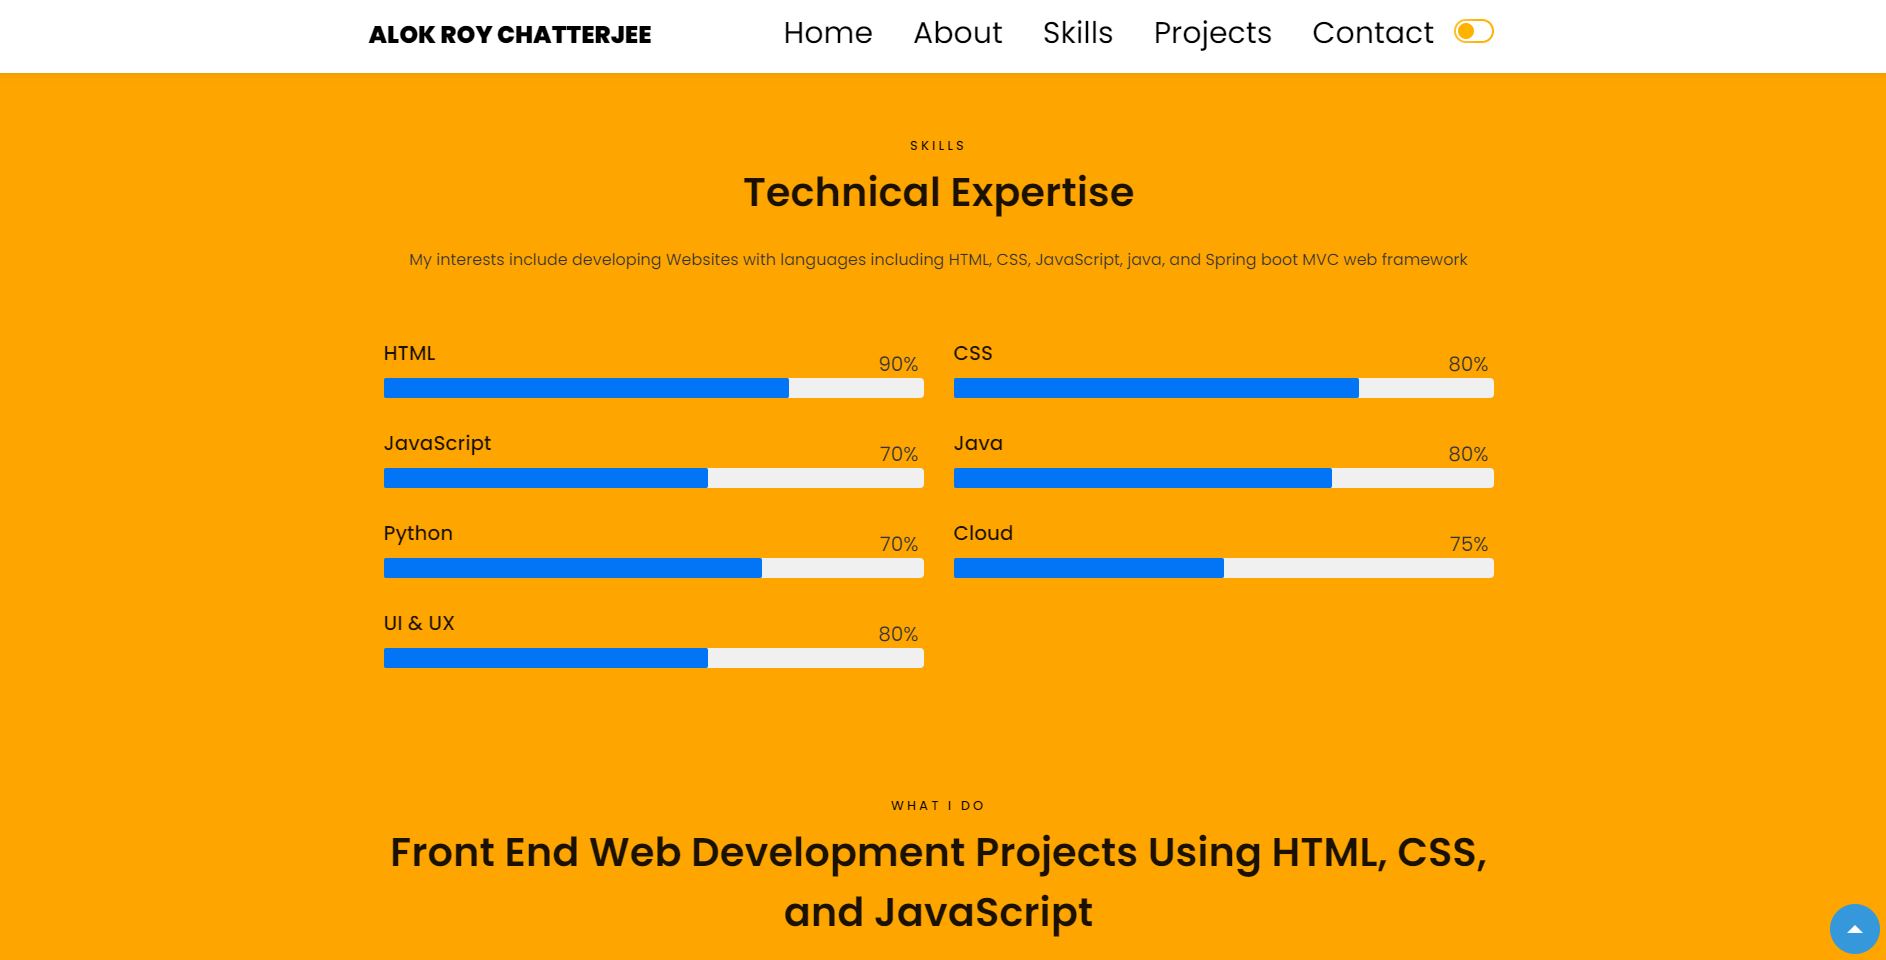 ALOK ROY CHATTERJEE
Home About Skills Projects Contact
SKILLS
Technical Expertise
My interests include developing Websites with languages including HTML, CSS, JavaScript, java, and Spring boot MVC web framework
HTML 90%
CSS 80%
JavaScript 70%
Java 80%
Python 70%
Cloud 75%
UI & UX 80%
WHAT I DO
Front End Web Development Projects Using HTML, CSS,
and JavaScript